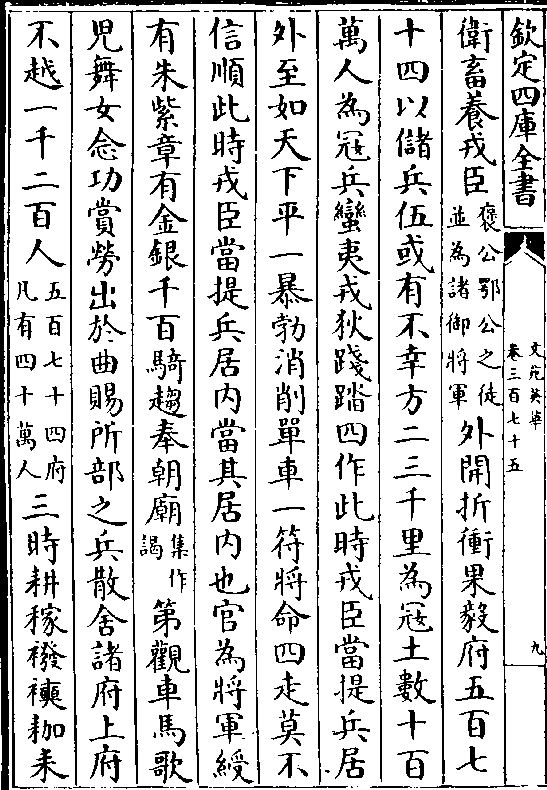 欽定四庫全書
文苑英華
卷三百七十五
九
衛畜養戎臣褒公鄂公之徒並為諸御將軍外開折衝果毅府五百七
十四以儲兵伍或有不幸方二三千里為冦土數十百
萬人為冦兵蠻夷戎狄踐踏四作此時戎臣當提兵居
外至如天下平一暴勃消削單車一符將命四走莫不
信順此時戎臣當提兵居内當其居内也官為將軍綬
有朱紫章有金銀千百騎趨奉朝廟集作謁第觀車馬歌
児舞女念功賞勞出於曲賜所部之兵散舍諸府上府
不越一千二百人五百七十四府凡有四十萬人三時耕稼襏襫耞耒